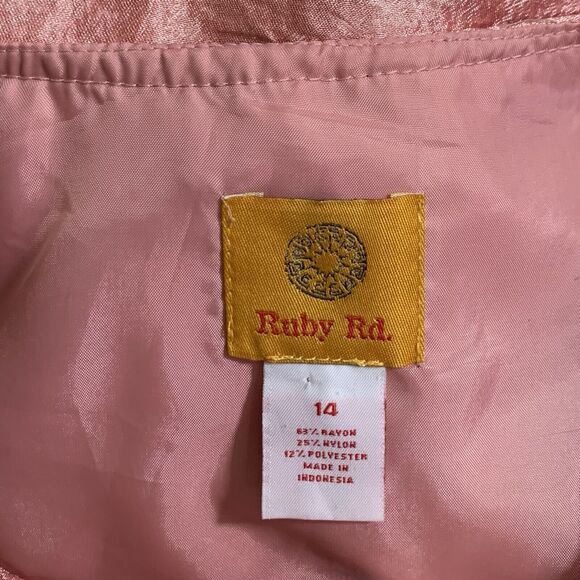 Ruby Rd.
14
63% RAYON
25% NYLON
12% POLYESTER
MADE IN
INDONESIA